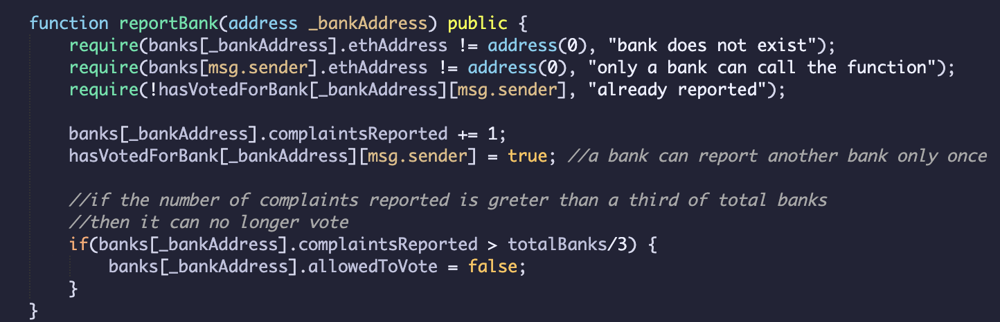 function reportBank(address _bankAddress) public {
require(banks[_bankAddress].ethAddress != address(0), "bank does not exist");
require(banks[msg.sender].ethAddress != address(0), "only a bank can call the function");
require(!hasVotedForBank[_bankAddress][msg.sender], "already reported");
banks[_bankAddress].complaintsReported += 1;
hasVotedForBank[_bankAddress][msg.sender] = true; //a bank can report another bank only once
//if the number of complaints reported is greter than a third of total banks
//then it can no longer vote
if(banks[_bankAddress].complaintsReported > totalBanks/3) {
banks[_bankAddress].allowedToVote = false;
}
}